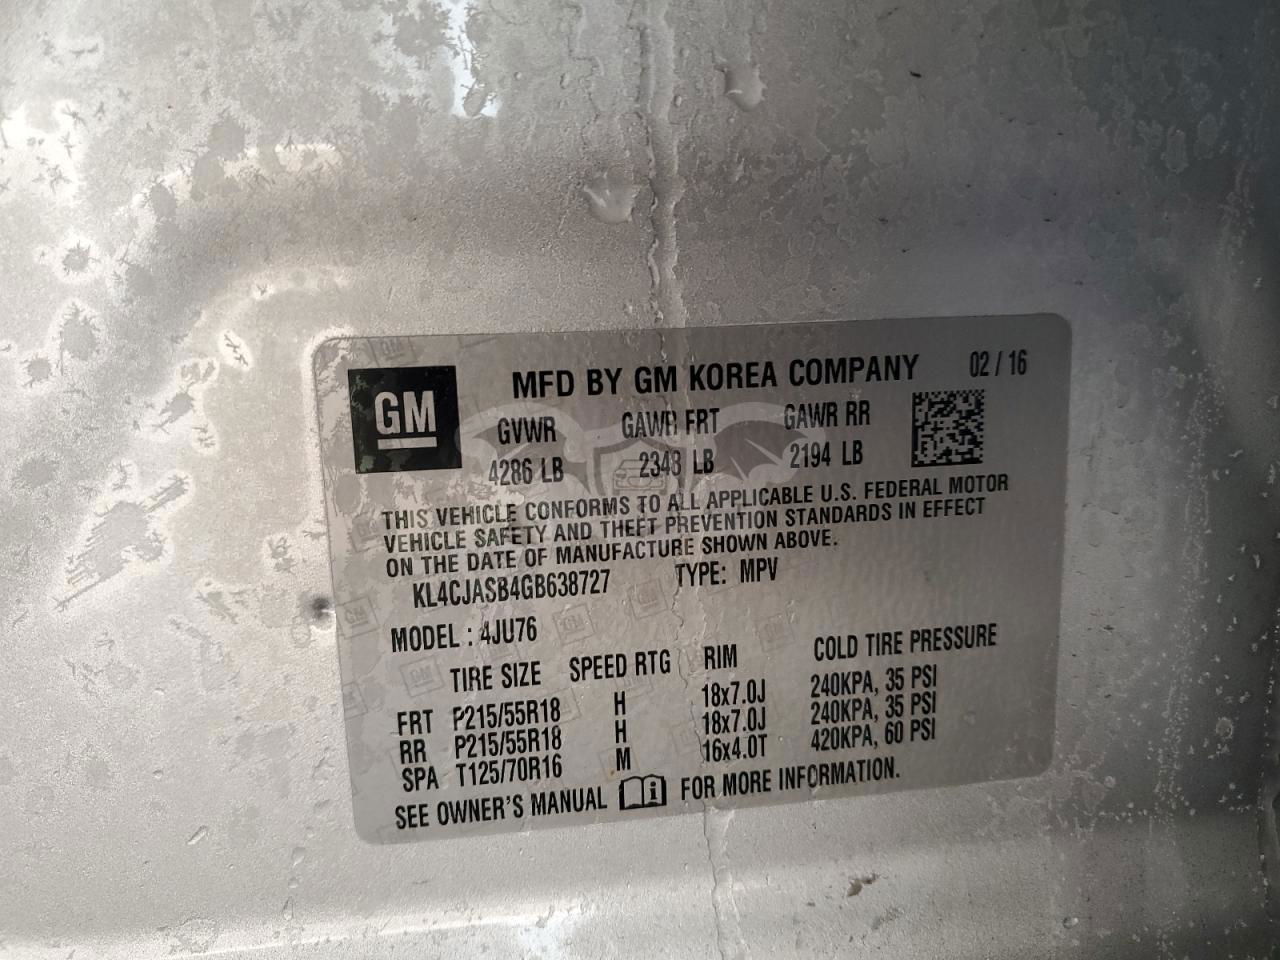 GM
MFD BY GM KOREA COMPANY 02 / 16
GVWR GAWR FRT GAWR RR
4286 LB 2348 LB 2194 LB
THIS VEHICLE CONFORMS TO ALL APPLICABLE U.S. FEDERAL MOTOR
VEHICLE SAFETY AND THEFT PREVENTION STANDARDS IN EFFECT
ON THE DATE OF MANUFACTURE SHOWN ABOVE.
KL4CJASB4GB638727 TYPE: MPV
MODEL : 4JU76
TIRE SIZE SPEED RTG RIM COLD TIRE PRESSURE
FRT P215/55R18 H 18x7.0J 240KPA, 35 PSI
RR P215/55R18 H 18x7.0J 240KPA, 35 PSI
SPA T125/70R16 M 16x4.0T 420KPA, 60 PSI
SEE OWNER'S MANUAL i FOR MORE INFORMATION.